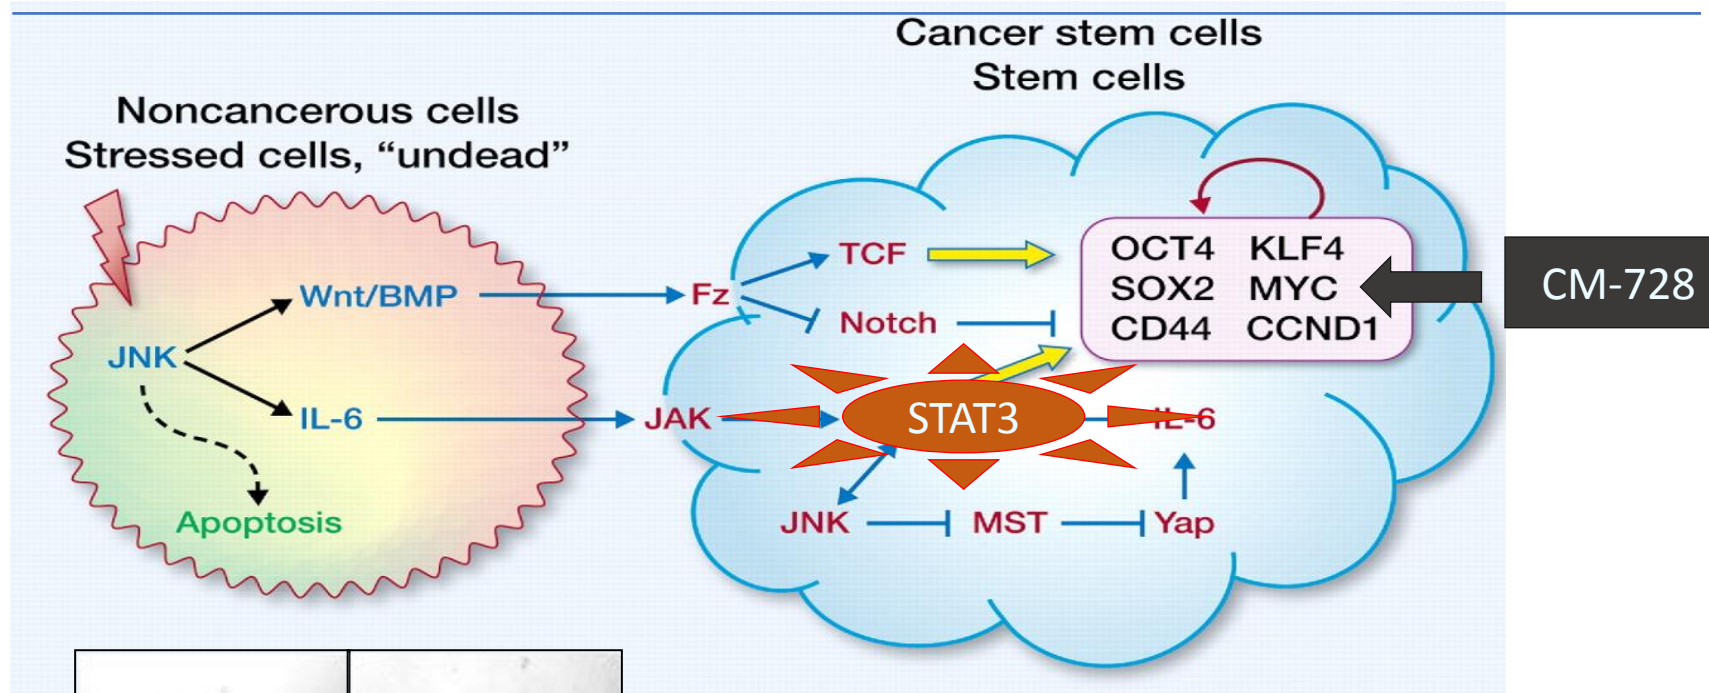 Cancer stem cells
Stem cells
Noncancerous cells
Stressed cells, “undead”
JNK
Wnt/BMP
IL-6
Apoptosis
Fz
TCF
Notch
JAK
STAT3
IL-6
JNK
MST
Yap
OCT4 KLF4
SOX2 MYC
CD44 CCND1
CM-728